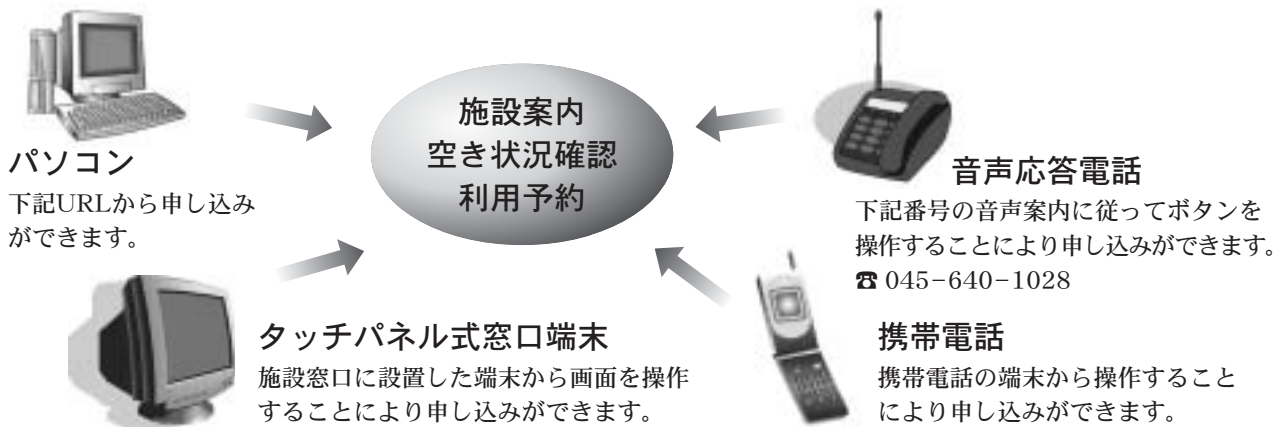 施設案内
空き状況確認
利用予約
パソコン
下記URLから申し込み
ができます。
音声応答電話
下記番号の音声案内に従ってボタンを
操作することにより申し込みができます。
☎ 045-640-1028
タッチパネル式窓口端末
施設窓口に設置した端末から画面を操作
することにより申し込みができます。
携帯電話
携帯電話の端末から操作すること
により申し込みができます。